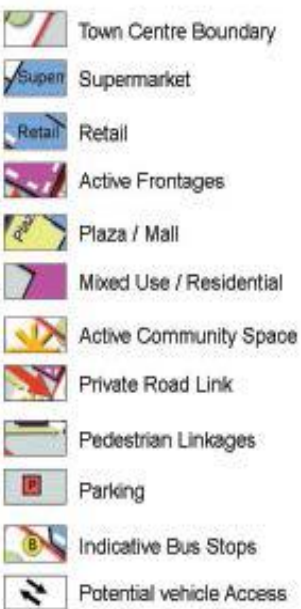 Town Centre Boundary
Super Supermarket
Retail Retail
Active Frontages
Plaza / Mall
Mixed Use / Residential
Active Community Space
Private Road Link
Pedestrian Linkages
P Parking
B Indicative Bus Stops
Potential vehicle Access